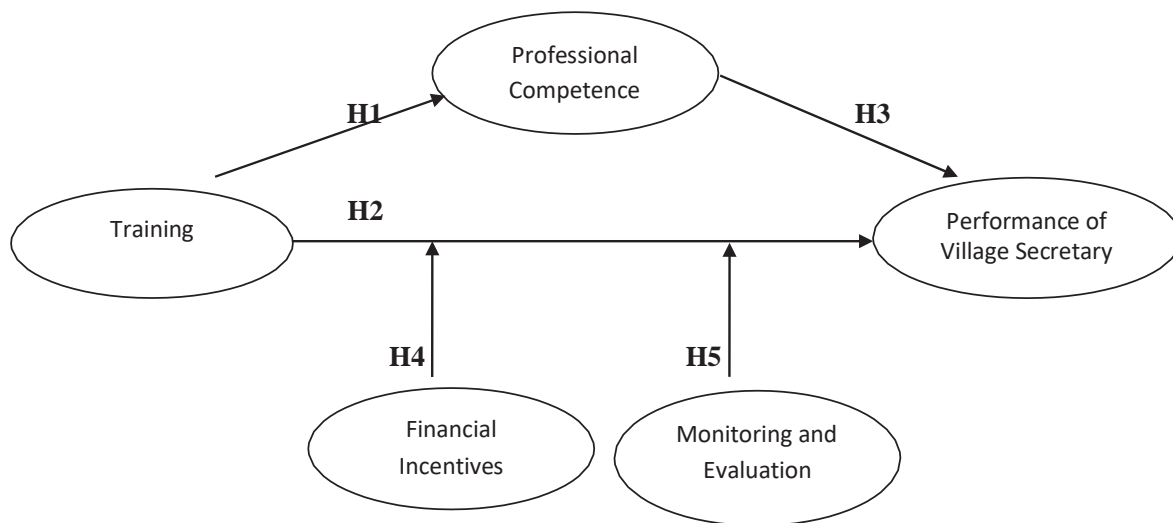 Professional
Competence
H1
H3
Training
H2
Performance of
Village Secretary
H4
H5
Financial
Incentives
Monitoring and
Evaluation